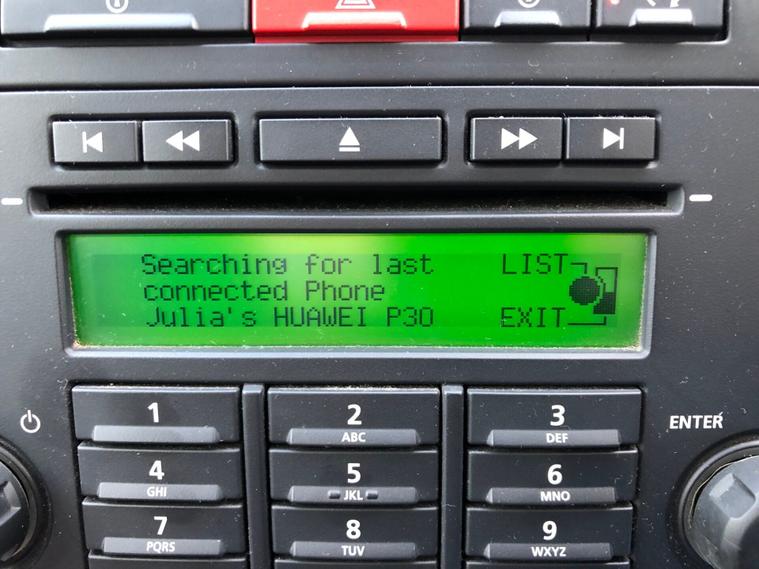 Searching for last LIST
connected Phone
Julia's HUAWEI P30 EXIT
1
2
ABC
3
DEF
ENTER
4
GHI
5
JKL
6
MNO
7
PQRS
8
TUV
9
WXYZ